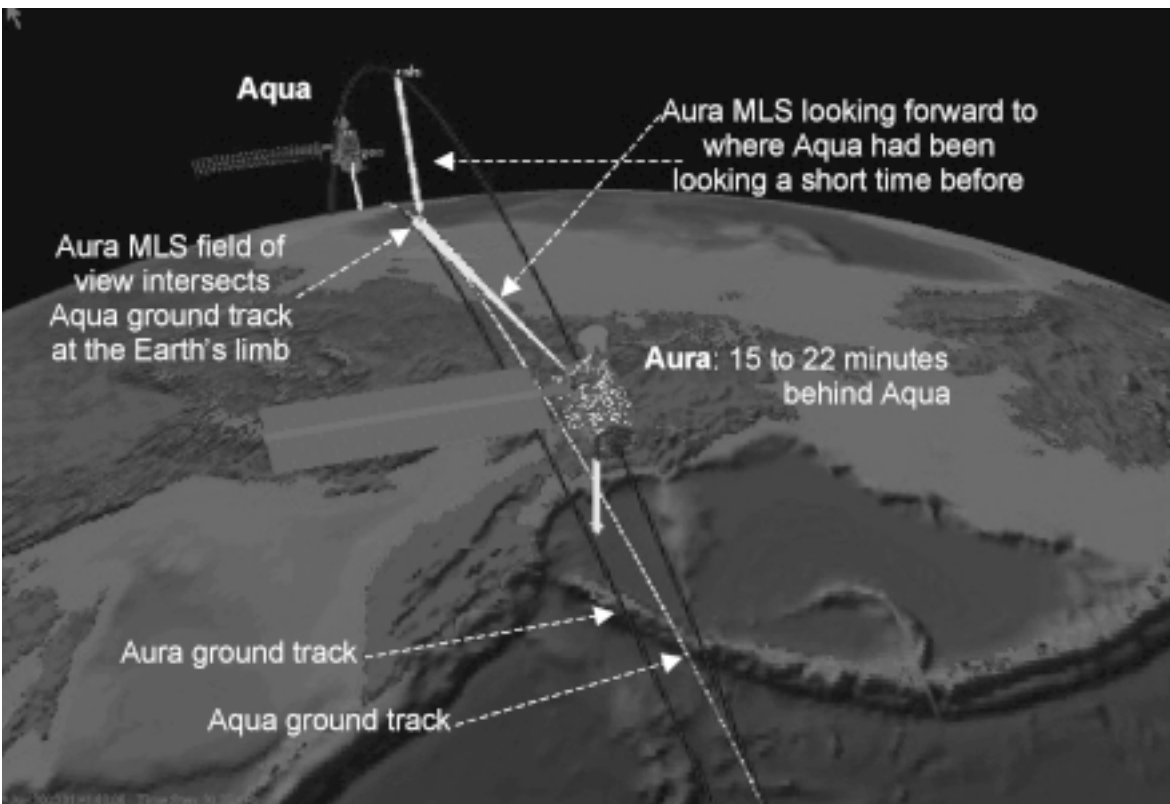 Aqua
Aura MLS looking forward to
where Aqua had been
looking a short time before
Aura MLS field of
view intersects
Aqua ground track
at the Earth's limb
Aura: 15 to 22 minutes
behind Aqua
Aura ground track
Aqua ground track